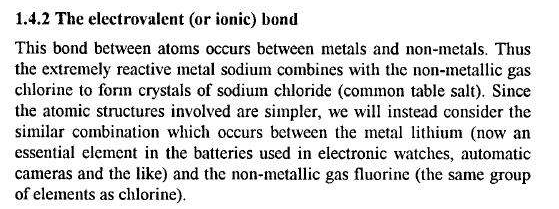 1.4.2 The electrovalent (or ionic) bond
This bond between atoms occurs between metals and non-metals. Thus
the extremely reactive metal sodium combines with the non-metallic gas
chlorine to form crystals of sodium chloride (common table salt). Since
the atomic structures involved are simpler, we will instead consider the
similar combination which occurs between the metal lithium (now an
essential element in the batteries used in electronic watches, automatic
cameras and the like) and the non-metallic gas fluorine (the same group
of elements as chlorine).